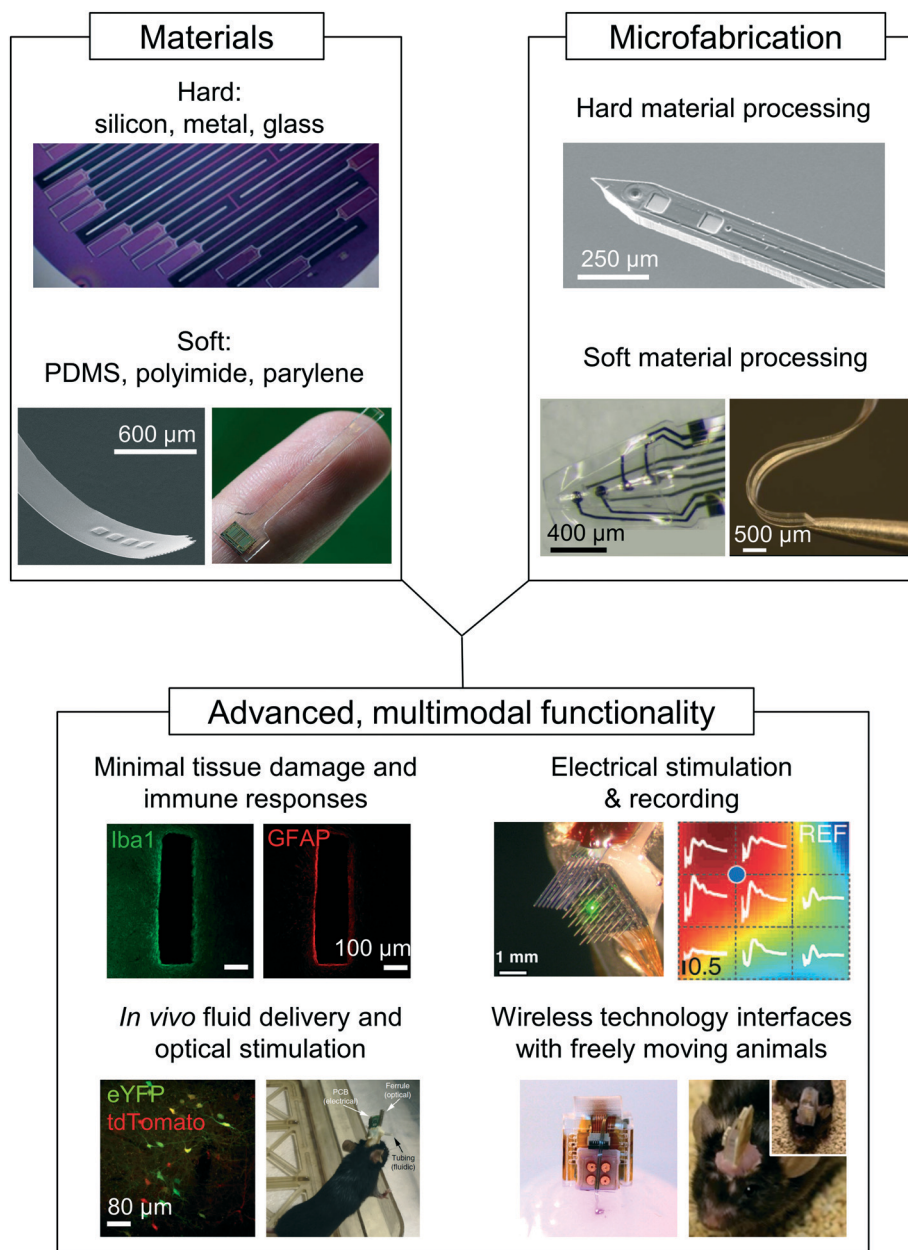 Materials
Hard:
silicon, metal, glass
Soft:
PDMS, polyimide, parylene
600 µm
Microfabrication
Hard material processing
250 µm
Soft material processing
400 µm
500 µm
Advanced, multimodal functionality
Minimal tissue damage and
immune responses
Iba1
GFAP
100 µm
Electrical stimulation
& recording
1 mm
REF
0.5
In vivo fluid delivery and
optical stimulation
eYFP
tdTomato
80 µm
PCB
(electrical)
Ferrule
(optical)
Tubing
(fluidic)
Wireless technology interfaces
with freely moving animals